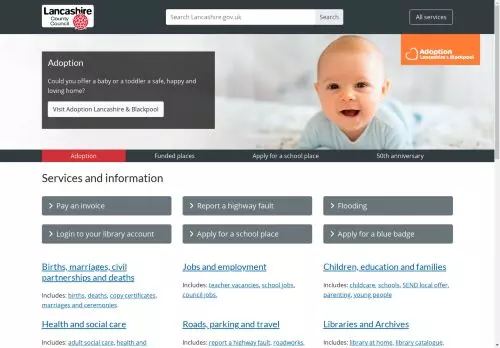 Lancashire
County
Council
Search Lancashire.gov.uk
All services
Adoption
Could you offer a baby or a toddler a safe, happy and
loving home?
Visit Adoption Lancashire & Blackpool
Adoption
Lancashire & Blackpool
Adoption
Funded places
Apply for a school place
50th anniversary
Services and information
Pay an invoice
Report a highway fault
Flooding
Login to your library account
Apply for a school place
Apply for a blue badge
Births, marriages, civil
partnerships and deaths
Includes: births, deaths, copy certificates,
marriages and ceremonies
Jobs and employment
Includes: teacher vacancies, school jobs,
council jobs,
Children, education and families
Includes: childcare, schools, SEND local offer,
parenting, young people
Health and social care
Includes: adult social care, health and
Roads, parking and travel
Includes: report a highway fault, roadworks,
Libraries and Archives
Includes: library at home, library catalogue,